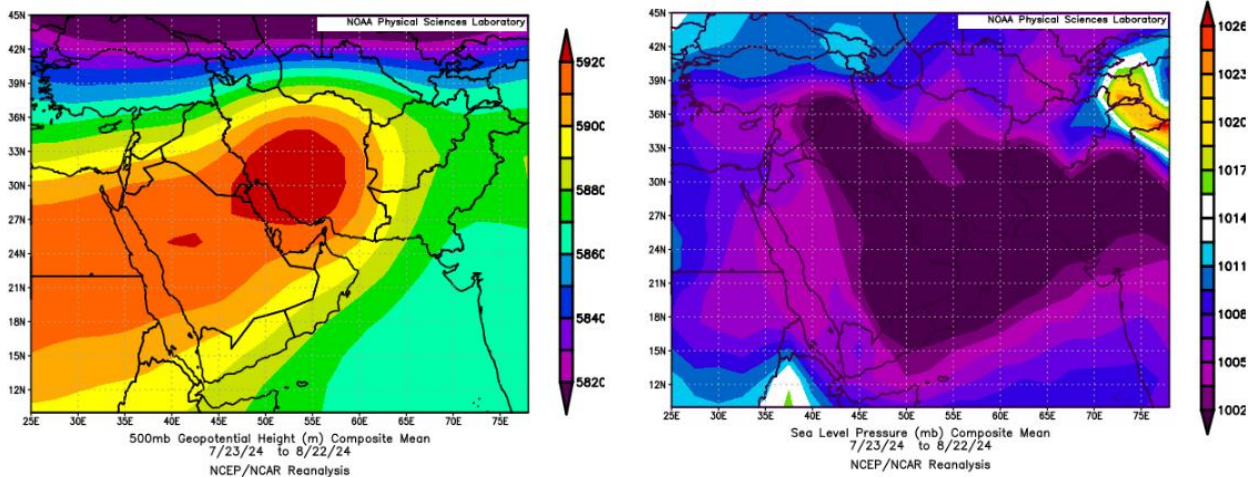 NOAA Physical Sciences Laboratory
45N
42N
39N
36N
33N
30N
27N
24N
21N
18N
15N
12N
25E
30E
35E
40E
45E
50E
55E
60E
65E
70E
75E
5920
5900
5880
5860
5840
5820
500mb Geopotential Height (m) Composite Mean
7/23/24 to 8/22/24
NCEP/NCAR Reanalysis
NOAA Physical Sciences Laboratory
45N
42N
39N
36N
33N
30N
27N
24N
21N
18N
15N
12N
25E
30E
35E
40E
45E
50E
55E
60E
65E
70E
75E
1026
1023
1020
1017
1014
1011
1008
1005
1002
Sea Level Pressure (mb) Composite Mean
7/23/24 to 8/22/24
NCEP/NCAR Reanalysis